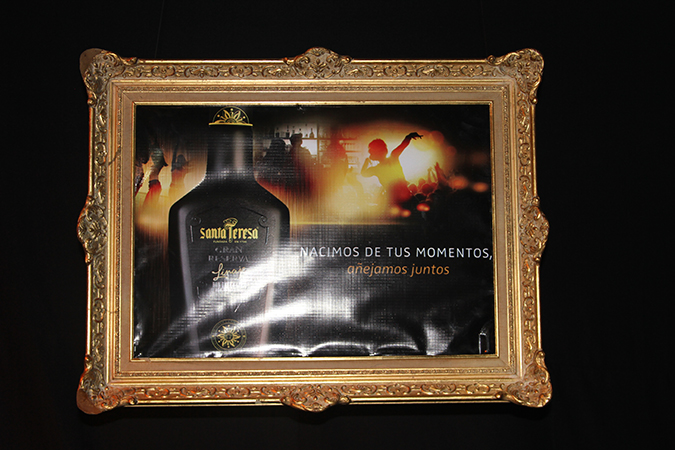 Santa Teresa
GRAN
RESERVA
NACIMOS DE TUS MOMENTOS,
añejamos juntos